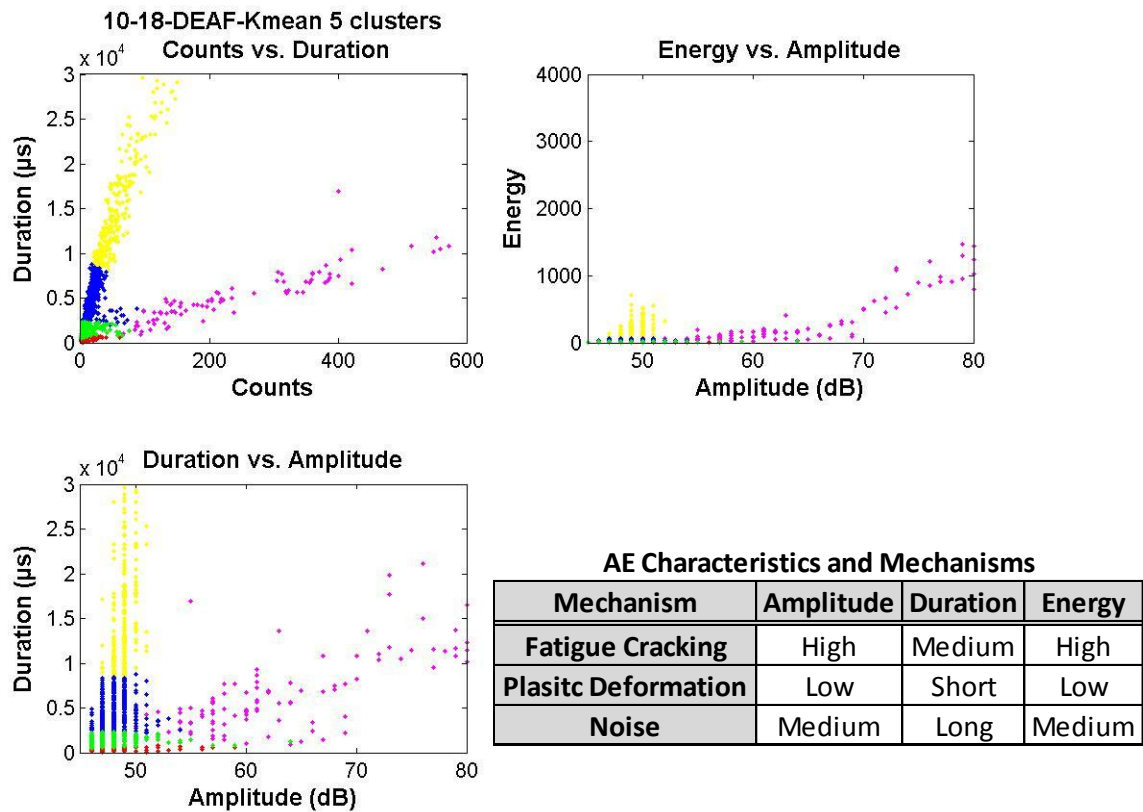 10-18-DEAF-Kmean 5 clusters
Counts vs. Duration
x 10^4
3
2.5
2
1.5
1
0.5
0
Duration (µs)
0 200 400 600
Counts
Energy vs. Amplitude
4000
3000
2000
1000
0
Energy
50 60 70 80
Amplitude (dB)
Duration vs. Amplitude
x 10^4
3
2.5
2
1.5
1
0.5
0
Duration (µs)
50 60 70 80
Amplitude (dB)
AE Characteristics and Mechanisms
Mechanism Amplitude Duration Energy
Fatigue Cracking High Medium High
Plasitc Deformation Low Short Low
Noise Medium Long Medium